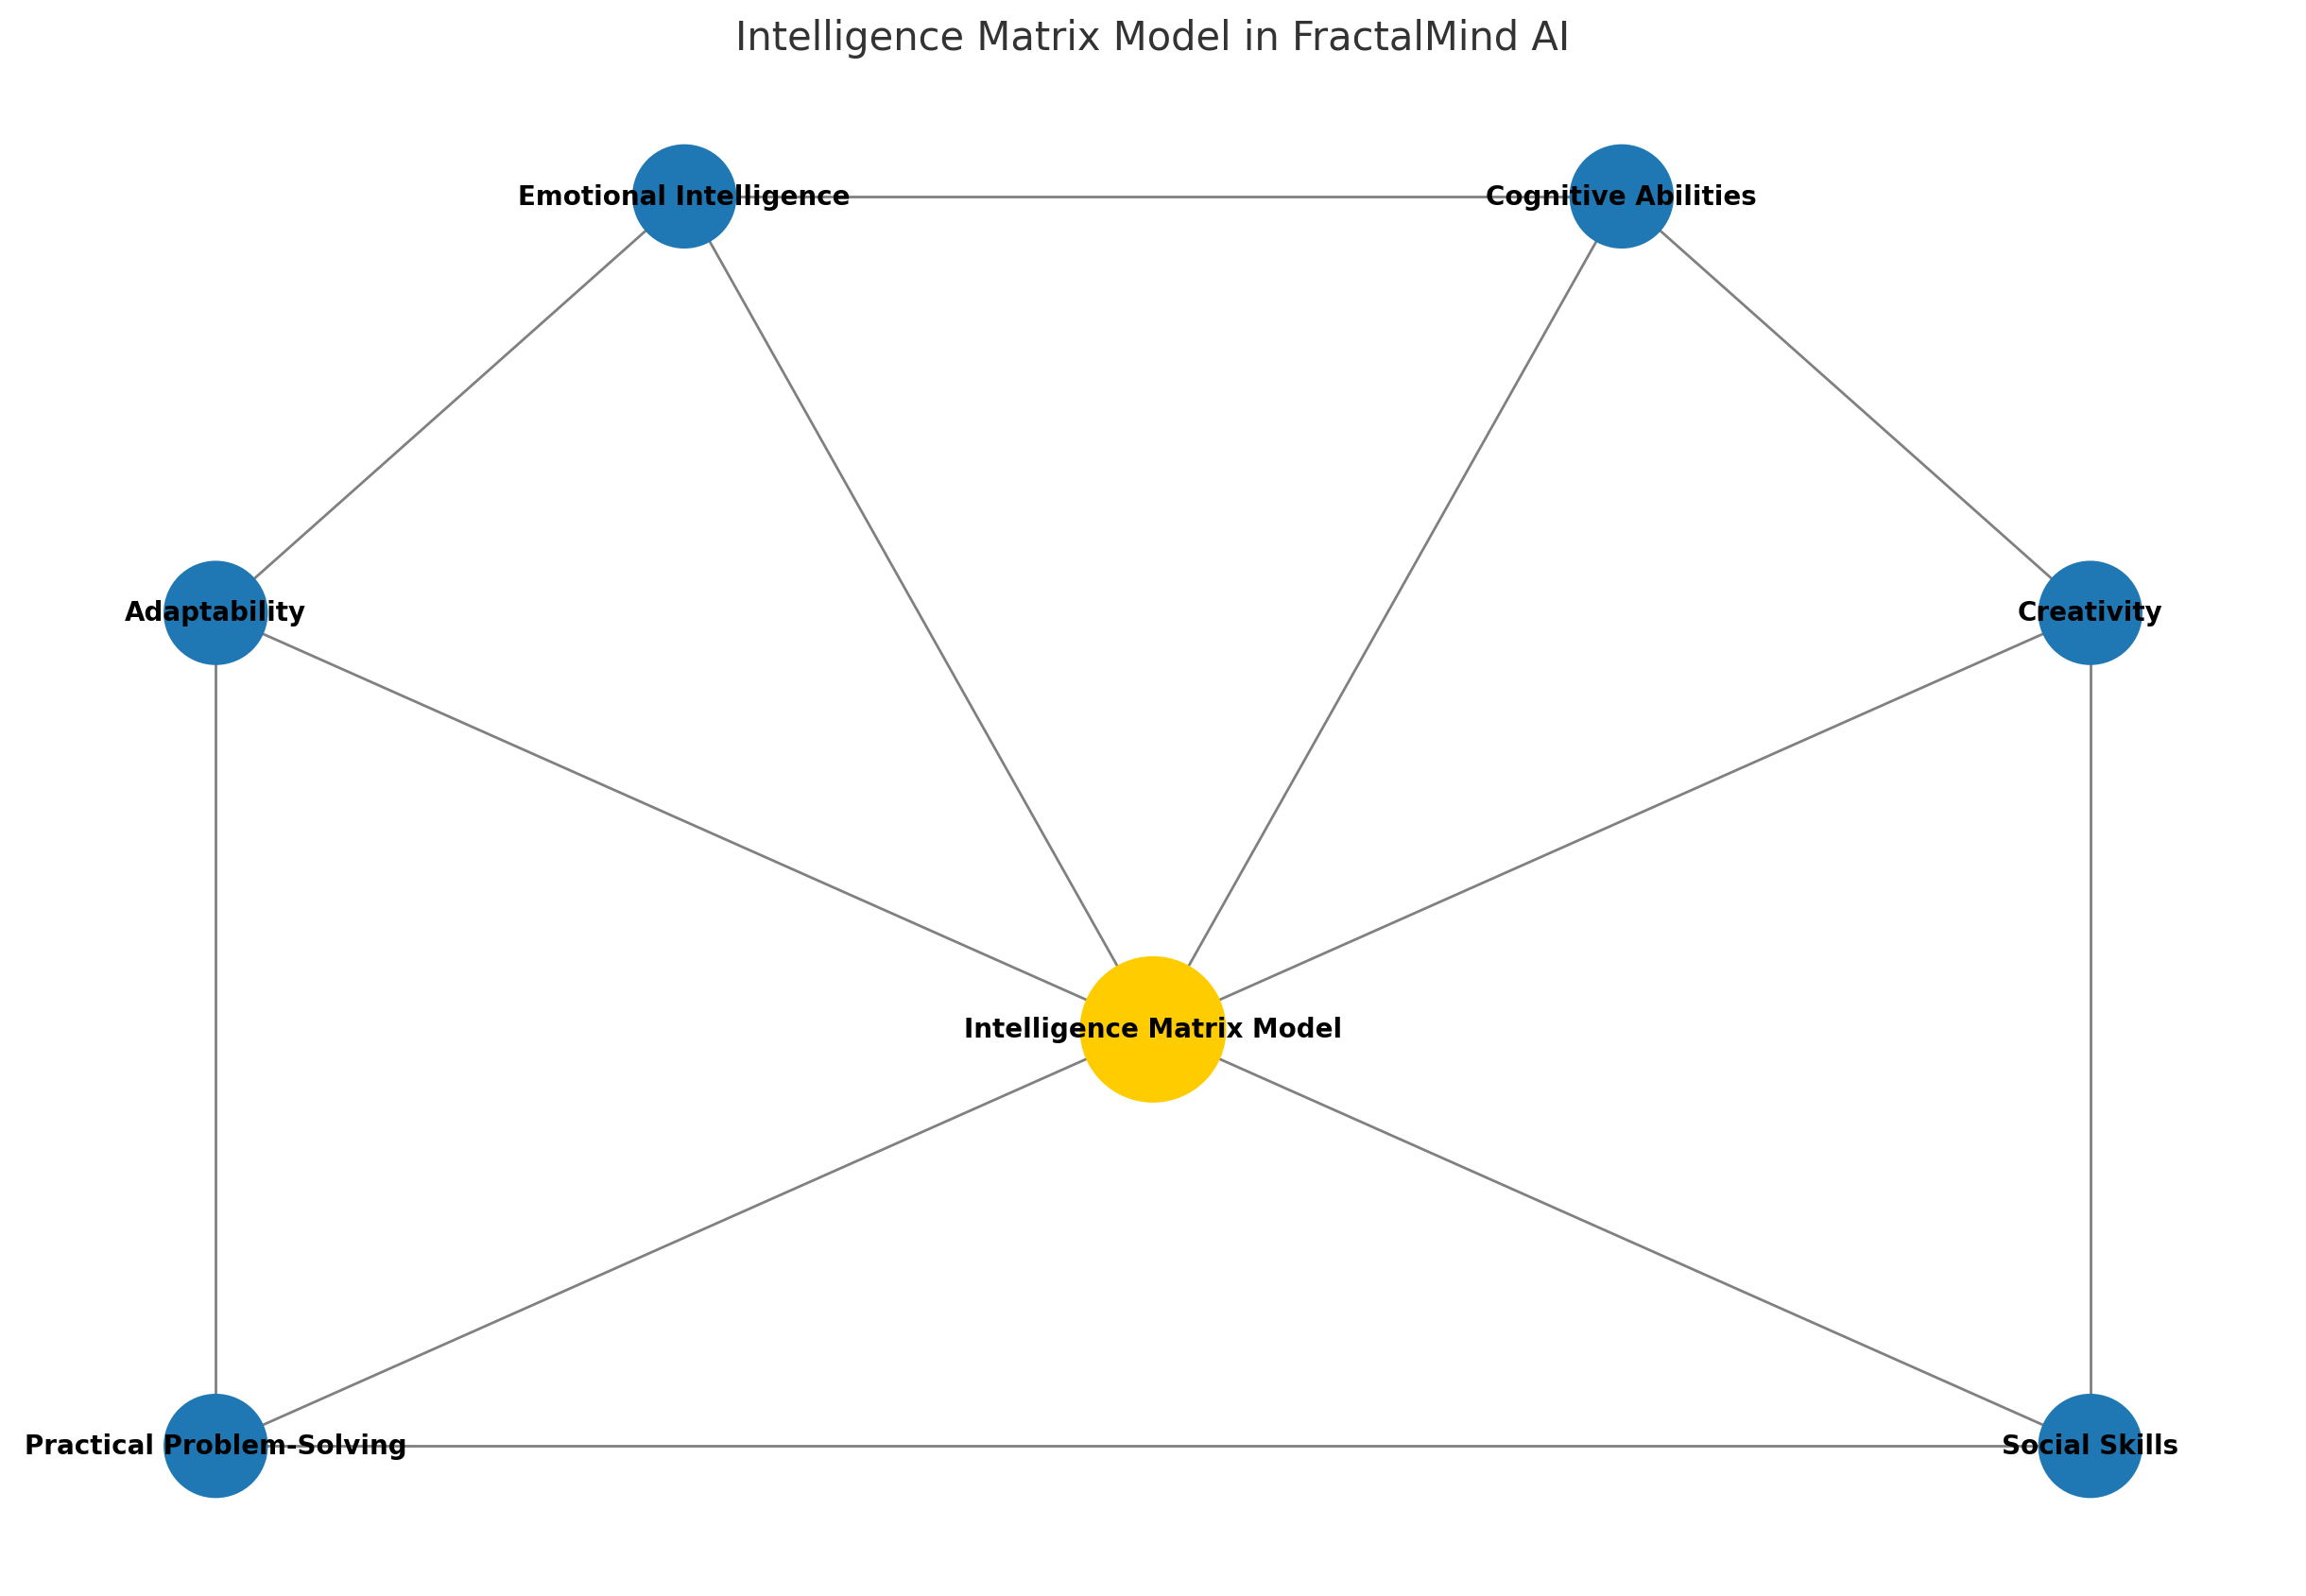 Intelligence Matrix Model in FractalMind AI
Emotional Intelligence
Cognitive Abilities
Adaptability
Creativity
Intelligence Matrix Model
Practical Problem-Solving
Social Skills